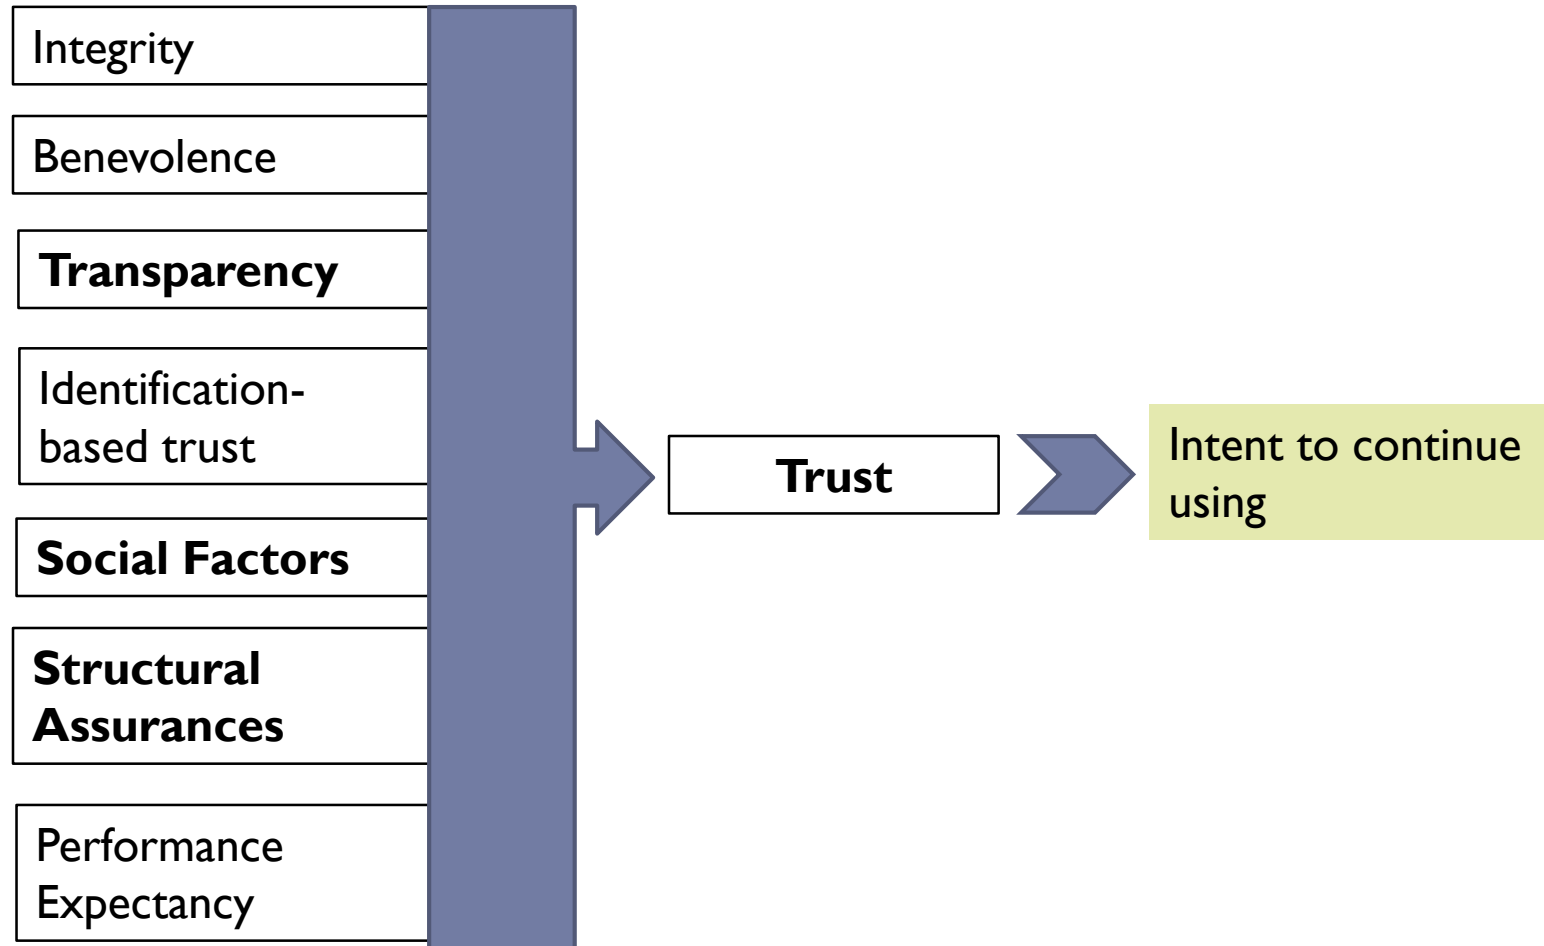 Integrity
Benevolence
Transparency
Identification-
based trust
Social Factors
Structural
Assurances
Performance
Expectancy
Trust
Intent to continue
using